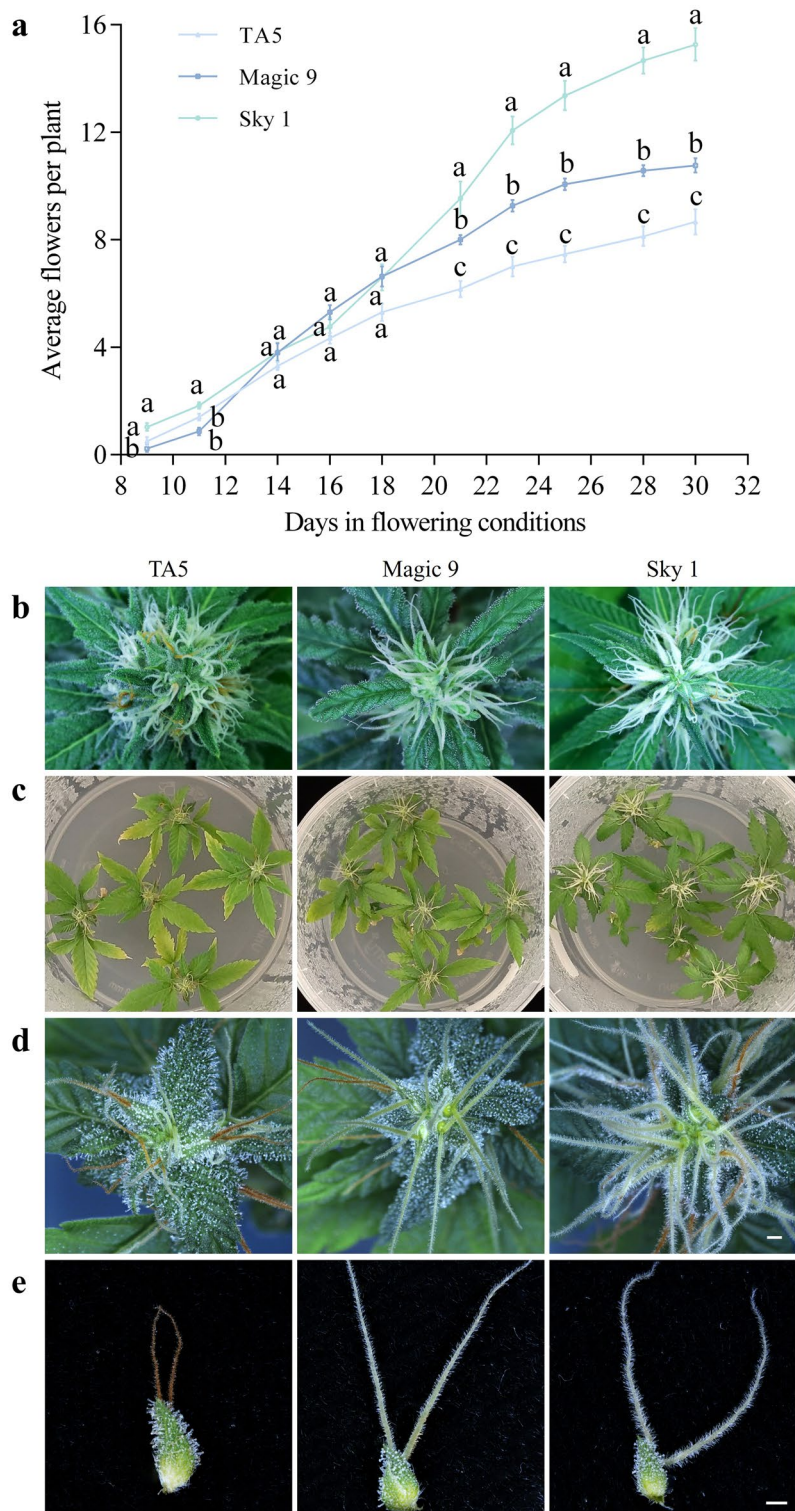 a
16
12
8
4
0
Average flowers per plant
TA5
Magic 9
Sky 1
a a a a a a a a a a
a a a b b b b b
b b a a a c c c c c
8 10 12 14 16 18 20 22 24 26 28 30 32
Days in flowering conditions
TA5 Magic 9 Sky 1
b
c
d
e